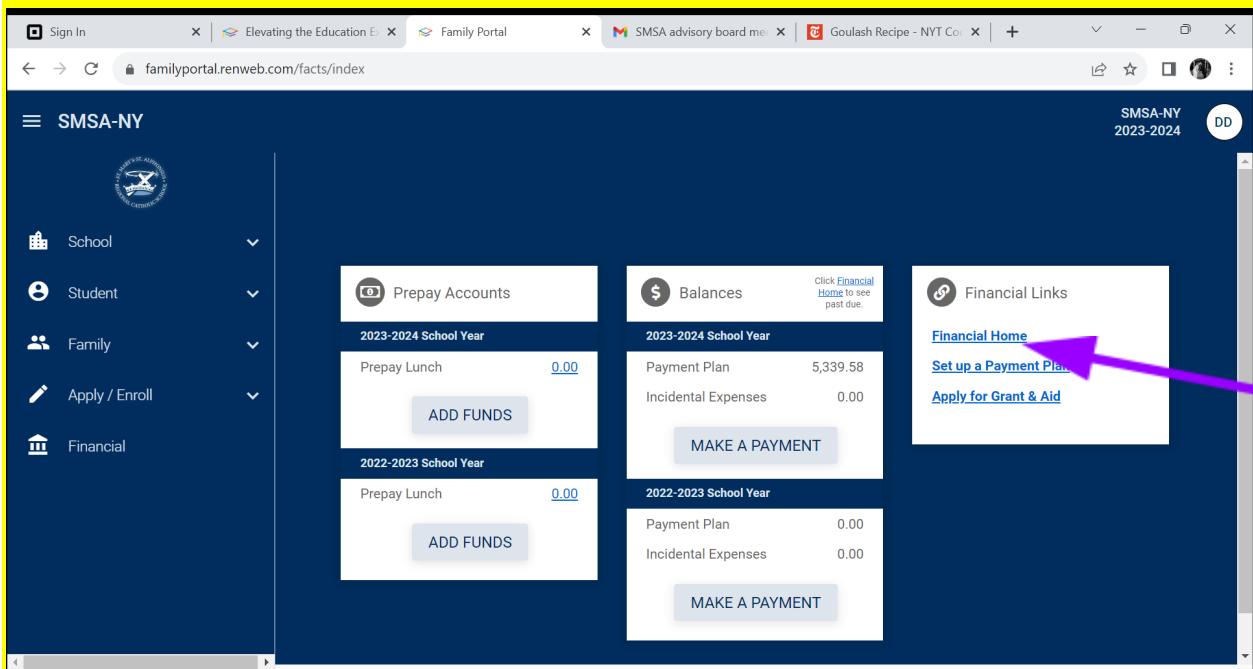 Sign In
Elevating the Education E
Family Portal
SMSA advisory board me
Goulash Recipe - NYT Co
familyportal.renweb.com/facts/index
SMSA-NY
SMSA-NY
2023-2024
DD
School
Student
Family
Apply / Enroll
Financial
Prepay Accounts
2023-2024 School Year
Prepay Lunch 0.00
ADD FUNDS
2022-2023 School Year
Prepay Lunch 0.00
ADD FUNDS
Balances
Click Financial
Home to see
past due.
2023-2024 School Year
Payment Plan 5,339.58
Incidental Expenses 0.00
MAKE A PAYMENT
2022-2023 School Year
Payment Plan 0.00
Incidental Expenses 0.00
MAKE A PAYMENT
Financial Links
Financial Home
Set up a Payment Plan
Apply for Grant & Aid